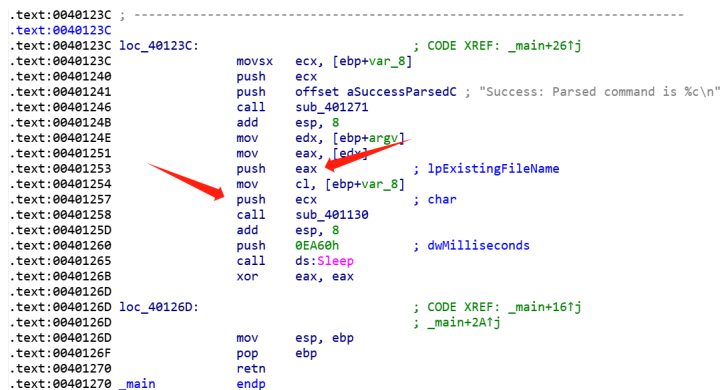 .text:0040123C ; ---------------------------------------------------------------------------
.text:0040123C
.text:0040123C loc_40123C: ; CODE XREF: _main+26↑j
.text:0040123C movsx ecx, [ebp+var_8]
.text:00401240 push ecx
.text:00401241 push offset aSuccessParsedC ; "Success: Parsed command is %c\n"
.text:00401246 call sub_401271
.text:0040124B add esp, 8
.text:0040124E mov edx, [ebp+argv]
.text:00401251 mov eax, [edx]
.text:00401253 push eax ; lpExistingFileName
.text:00401254 mov cl, [ebp+var_8]
.text:00401257 push ecx ; char
.text:00401258 call sub_401130
.text:0040125D add esp, 8
.text:00401260 push 0EA60h ; dwMilliseconds
.text:00401265 call ds:Sleep
.text:0040126B xor eax, eax
.text:0040126D
.text:0040126D loc_40126D: ; CODE XREF: _main+16↑j
.text:0040126D ; _main+2A↑j
.text:0040126D mov esp, ebp
.text:0040126F pop ebp
.text:00401270 retn
.text:00401270 _main endp